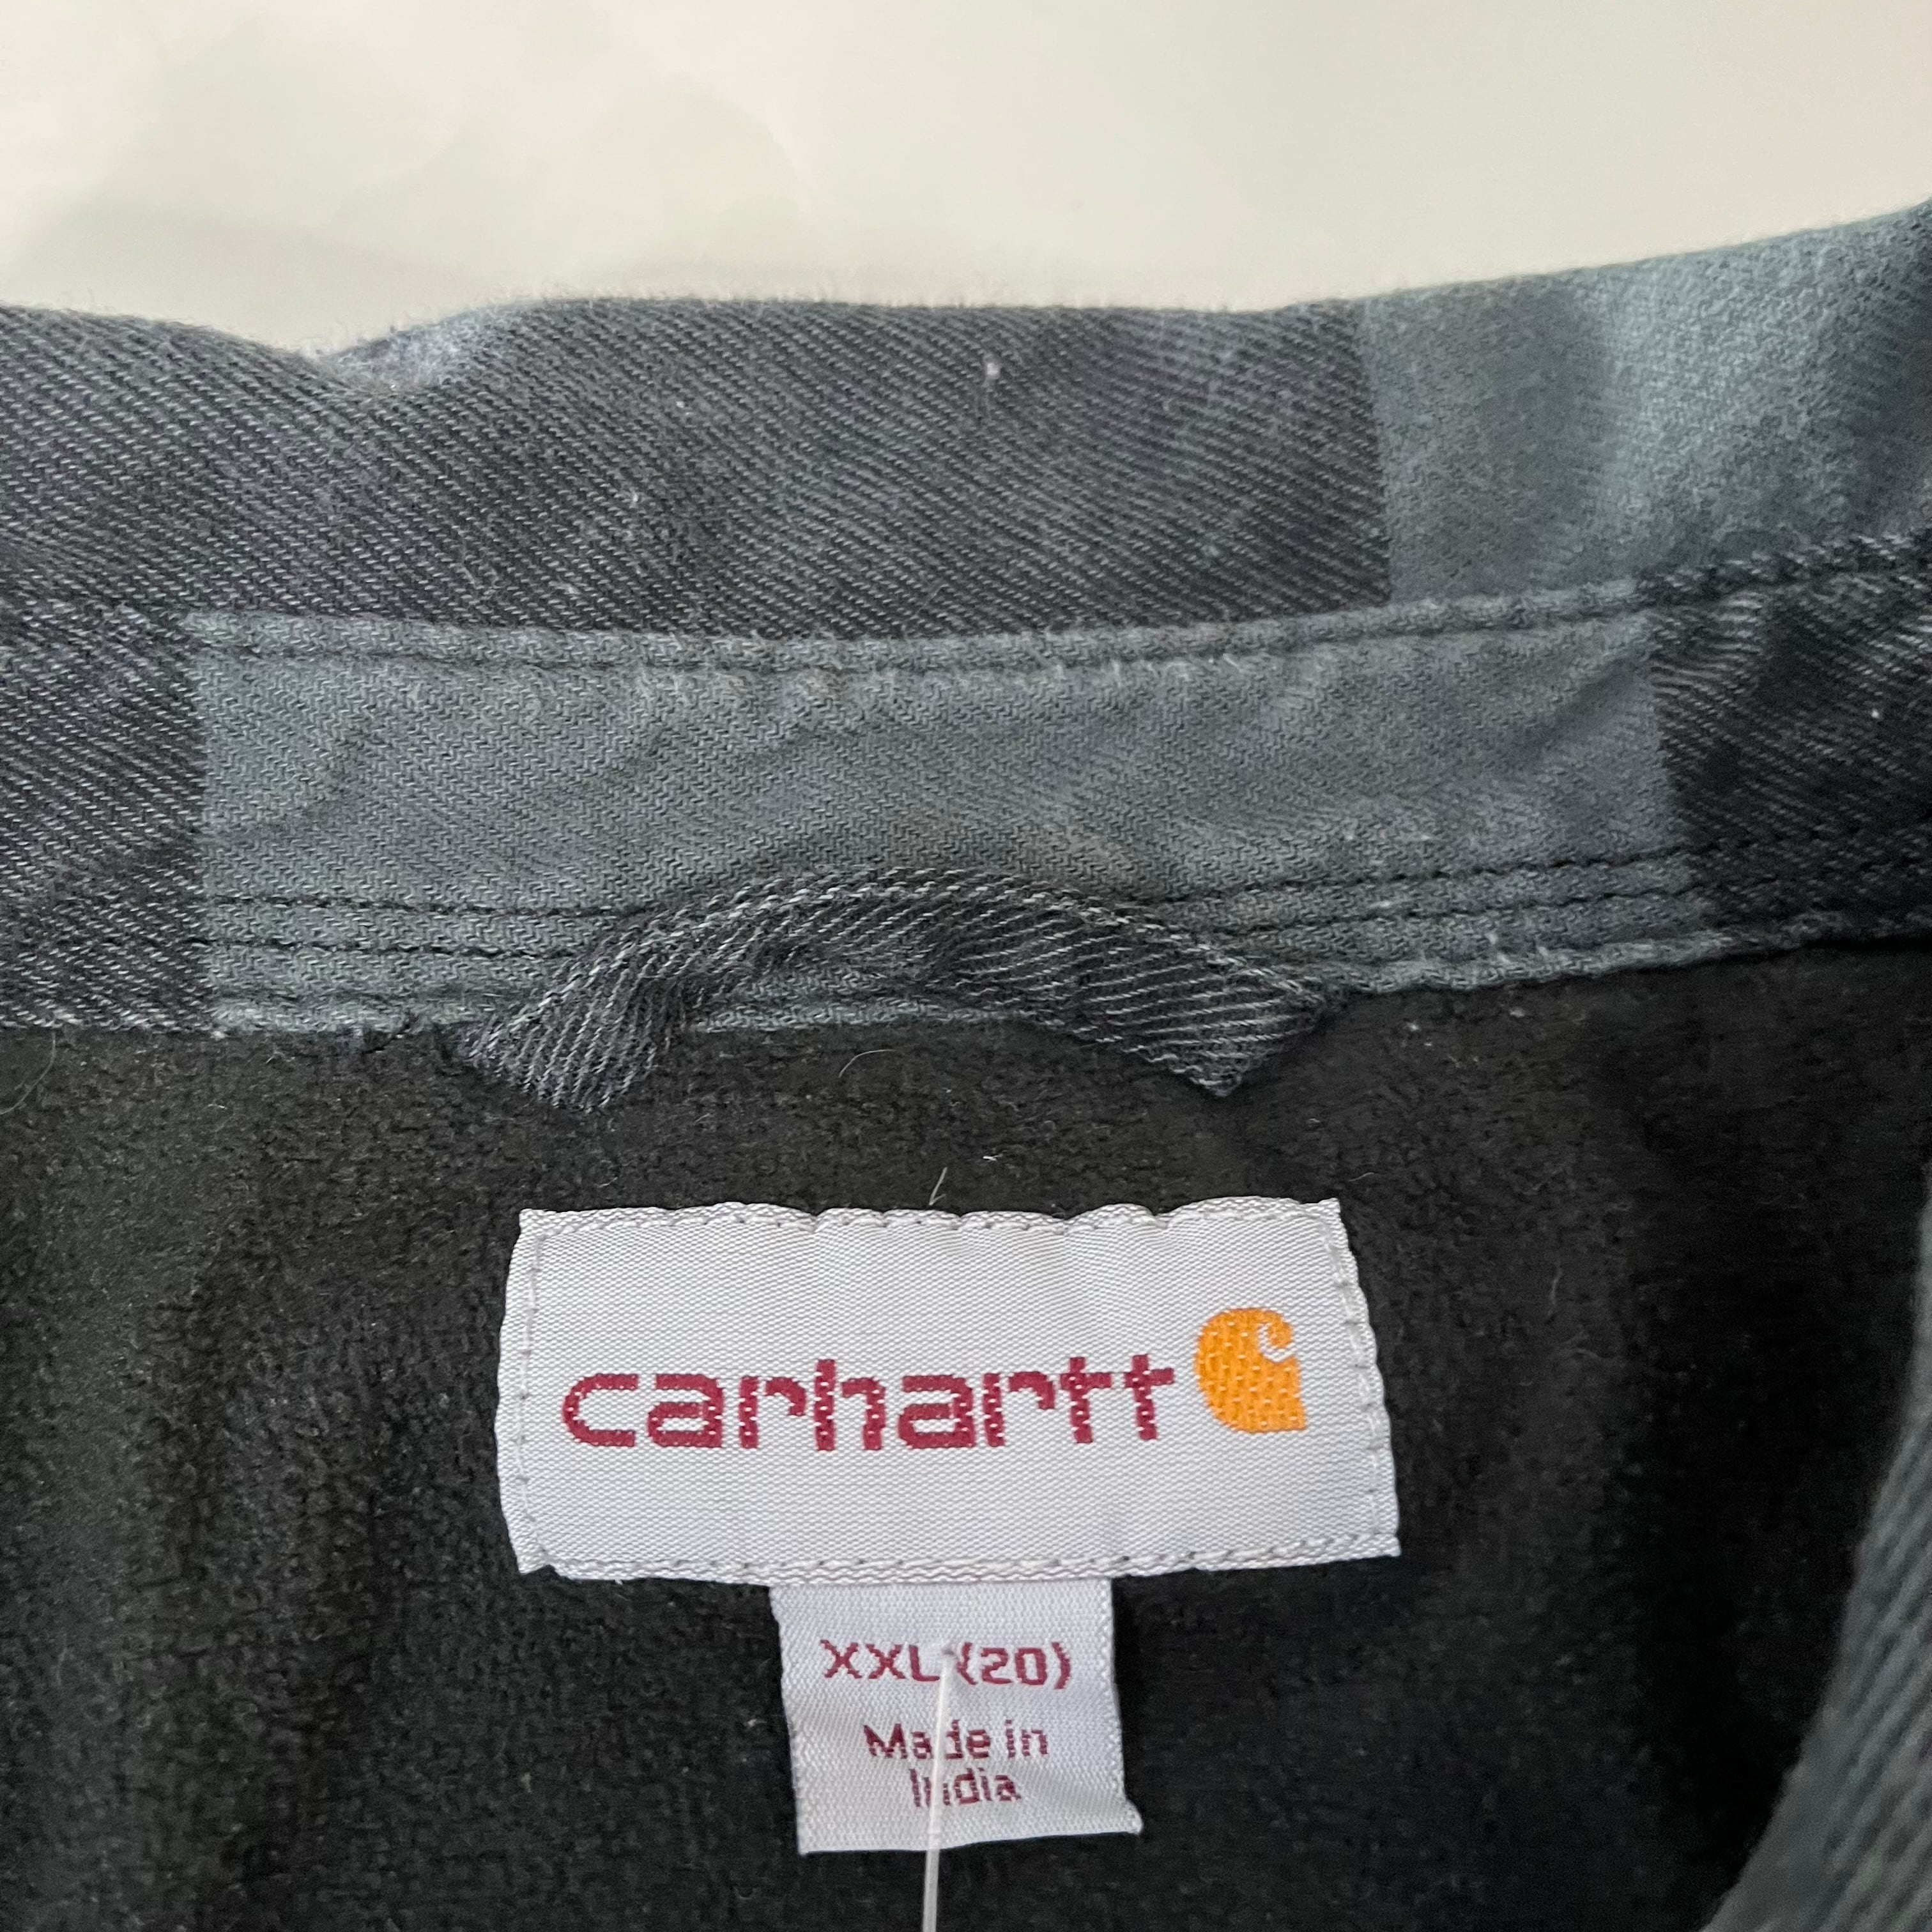 carhartt
XXL (20)
Made in
India